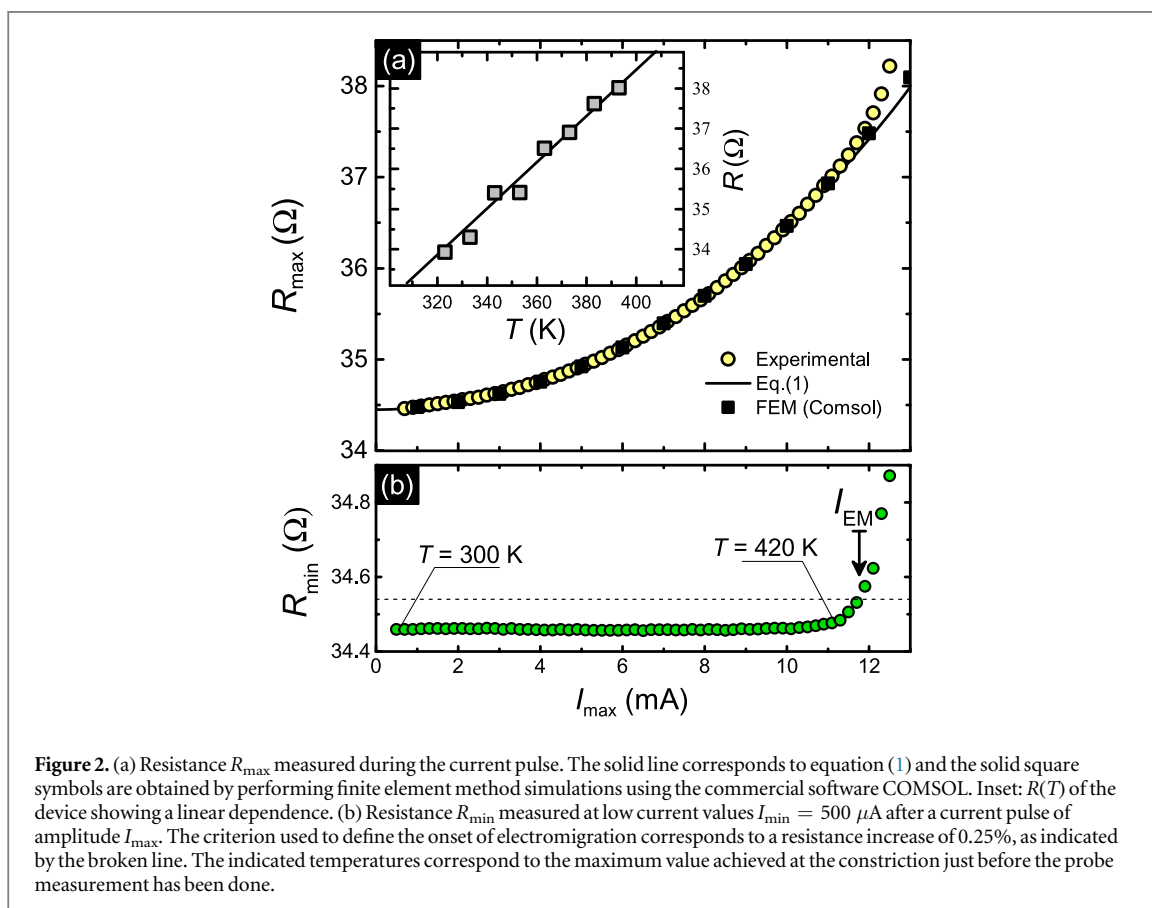 (a)
38
37
36
35
34
R_max (Ω)
38
37
36
35
34
R (Ω)
320 340 360 380 400
T (K)
Experimental
Eq.(1)
FEM (Comsol)
(b)
34.8
34.6
34.4
R_min (Ω)
T = 300 K
T = 420 K
I_EM
0 2 4 6 8 10 12
I_max (mA)
Figure 2. (a) Resistance R_max measured during the current pulse. The solid line corresponds to equation (1) and the solid square
symbols are obtained by performing finite element method simulations using the commercial software COMSOL. Inset: R(T) of the
device showing a linear dependence. (b) Resistance R_min measured at low current values I_min = 500 μA after a current pulse of
amplitude I_max. The criterion used to define the onset of electromigration corresponds to a resistance increase of 0.25%, as indicated
by the broken line. The indicated temperatures correspond to the maximum value achieved at the constriction just before the probe
measurement has been done.